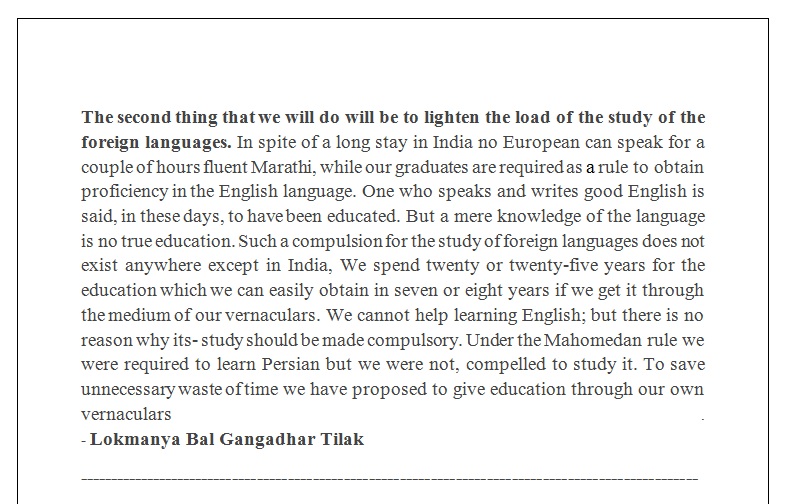 The second thing that we will do will be to lighten the load of the study of the
foreign languages. In spite of a long stay in India no European can speak for a
couple of hours fluent Marathi, while our graduates are required as a rule to obtain
proficiency in the English language. One who speaks and writes good English is
said, in these days, to have been educated. But a mere knowledge of the language
is no true education. Such a compulsion for the study of foreign languages does not
exist anywhere except in India, We spend twenty or twenty-five years for the
education which we can easily obtain in seven or eight years if we get it through
the medium of our vernaculars. We cannot help learning English; but there is no
reason why its- study should be made compulsory. Under the Mahomedan rule we
were required to learn Persian but we were not, compelled to study it. To save
unnecessary waste of time we have proposed to give education through our own
vernaculars .
- Lokmanya Bal Gangadhar Tilak